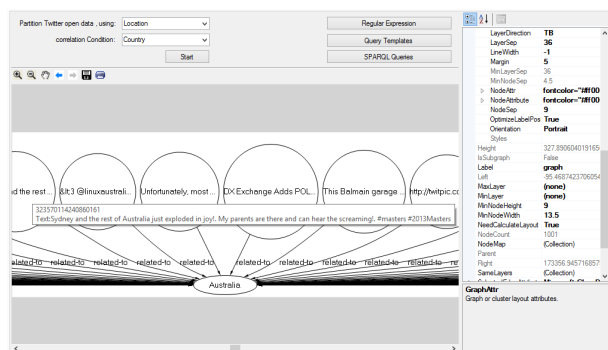 Partition Twitter open data , using: Location
correlation Condition: Country
Start
Regular Expression
Query Templates
SPARQL Queries
d the rest...
&lt;3 @linuxaustrali...
Unfortunately, most ...
DX Exchange Adds POL...
This Balmain garage ...
http://twitpic.cc
323570114240860161
Text:Sydney and the rest of Australia just exploded in joy!. My parents are there and can hear the screaming!. #masters #2013Masters
related-to related-to related-to related-to related-to related-to related-to related-to related-to re
Australia
LayerDirection TB
LayerSep 36
LineWidth -1
Margin 5
MinLayerSep 36
MinNodeSep 4.5
NodeAttr fontcolor="#ff00
NodeAttribute fontcolor="#ff00
NodeSep 9
OptimizeLabelPos True
Orientation Portrait
Styles
Height 327.890604019165
IsSubgraph False
Label graph
Left -95.4687423706054
MaxLayer (none)
MinLayer (none)
MinNodeHeight 9
MinNodeWidth 13.5
NeedCalculateLayout True
NodeCount 1001
NodeMap (Collection)
Parent
Right 173356.945716857
SameLayers (Collection)
GraphAttr
Graph or cluster layout attributes.